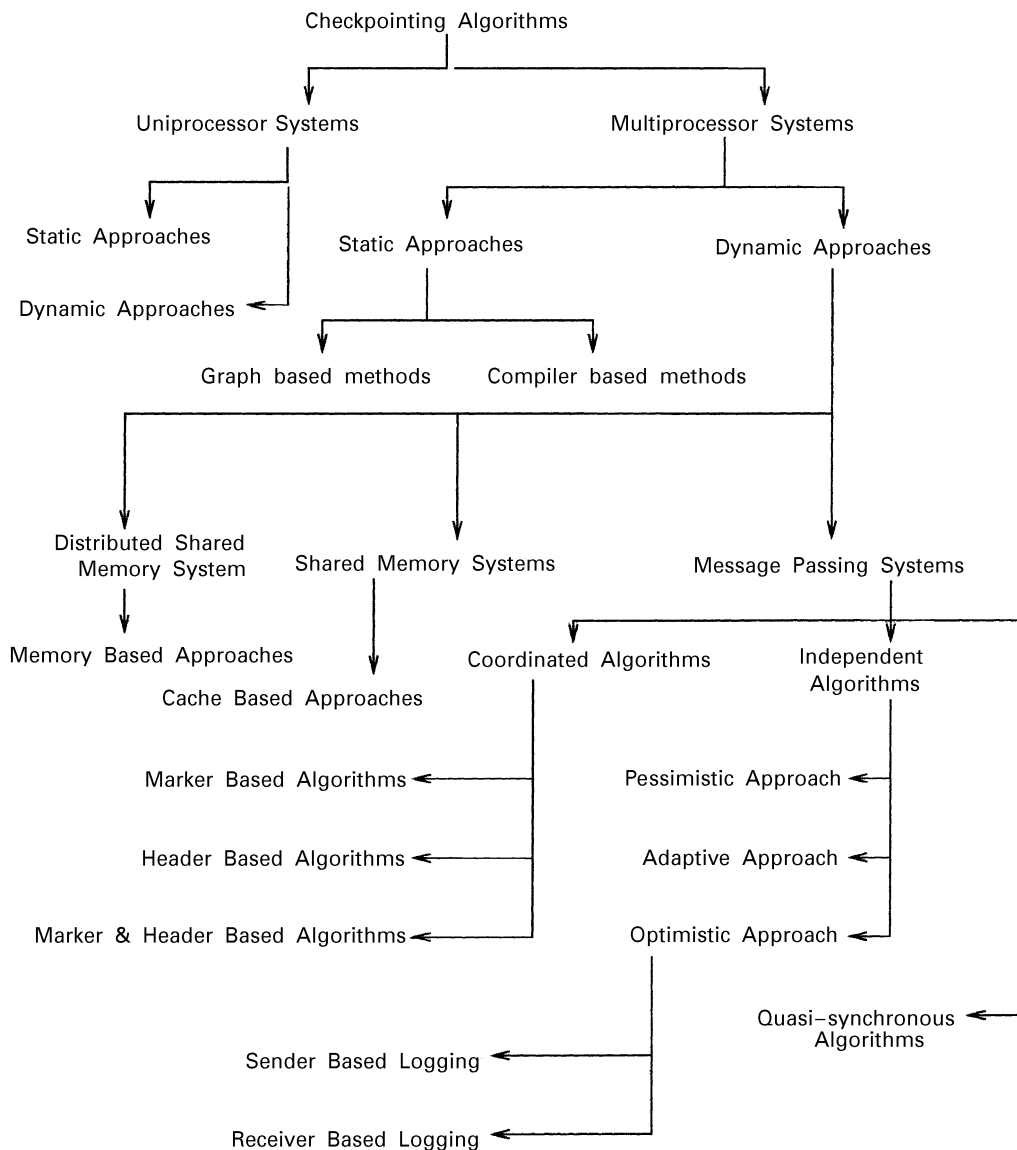 Checkpointing Algorithms
Uniprocessor Systems
Multiprocessor Systems
Static Approaches
Static Approaches
Dynamic Approaches
Dynamic Approaches
Graph based methods
Compiler based methods
Distributed Shared
Memory System
Shared Memory Systems
Message Passing Systems
Memory Based Approaches
Cache Based Approaches
Coordinated Algorithms
Independent
Algorithms
Marker Based Algorithms
Pessimistic Approach
Header Based Algorithms
Adaptive Approach
Marker & Header Based Algorithms
Optimistic Approach
Quasi–synchronous
Algorithms
Sender Based Logging
Receiver Based Logging